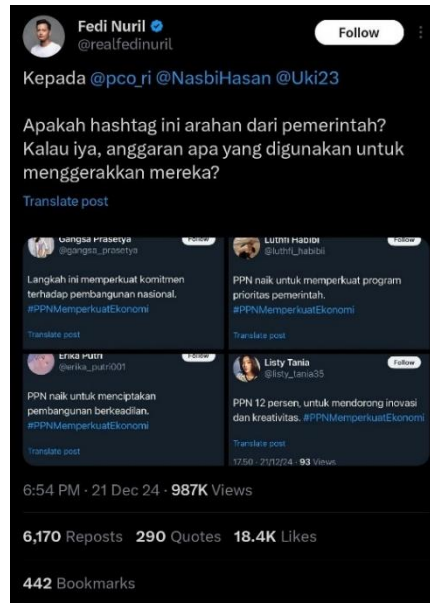 Fedi Nuril
@realfedinuril
Follow
Kepada @pco_ri @NasbiHasan @Uki23
Apakah hashtag ini arahan dari pemerintah?
Kalau iya, anggaran apa yang digunakan untuk
menggerakkan mereka?
Translate post
Gangsa Prasetya
Follow
@gangsa_prasetya
Langkah ini memperkuat komitmen
terhadap pembangunan nasional.
#PPNMemperkuatEkonomi
Translate post
Luthfi Habibi
Follow
@luthfi_habibii
PPN naik untuk memperkuat program
prioritas pemerintah.
#PPNMemperkuatEkonomi
Translate post
Erika Putri
Follow
@erika_putri001
PPN naik untuk menciptakan
pembangunan berkeadilan.
#PPNMemperkuatEkonomi
Translate post
Listy Tania
Follow
@listy_tania35
PPN 12 persen, untuk mendorong inovasi
dan kreativitas. #PPNMemperkuatEkonomi
Translate post
17.50 · 21/12/24 · 93 Views
6:54 PM · 21 Dec 24 · 987K Views
6,170 Reposts 290 Quotes 18.4K Likes
442 Bookmarks